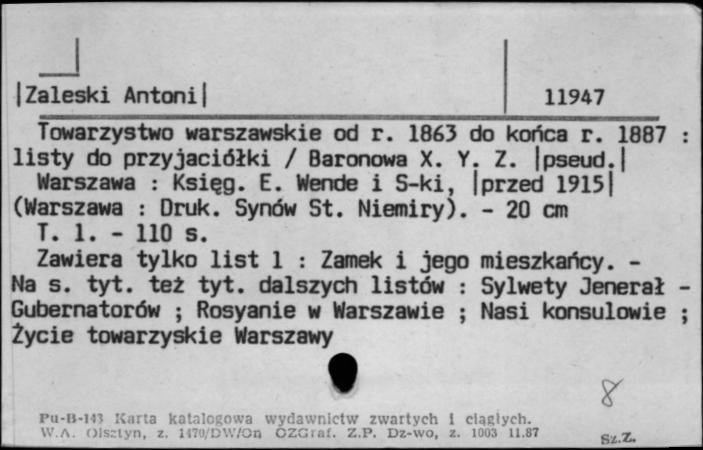 |Zaleski Antoni| 11947
Towarzystwo warszawskie od r. 1863 do końca r. 1887 :
listy do przyjaciółki / Baronowa X. Y. Z. |pseud.|
Warszawa : Księg. E. Wende i S-ki, |przed 1915|
(Warszawa : Druk. Synów St. Niemiry). - 20 cm
T. 1. - 110 s.
Zawiera tylko list 1 : Zamek i jego mieszkańcy. -
Na s. tyt. też tyt. dalszych listów : Sylwety Jenerał -
Gubernatorów ; Rosyanie w Warszawie ; Nasi konsulowie ;
Życie towarzyskie Warszawy
8
Pu-B-143 Karta katalogowa wydawnictw zwartych i ciągłych.
W.A. Olsztyn, z. 1470/DW/On OZGraf. Z.P. Dz-wo, z. 1003 11.87
Sz.Z.